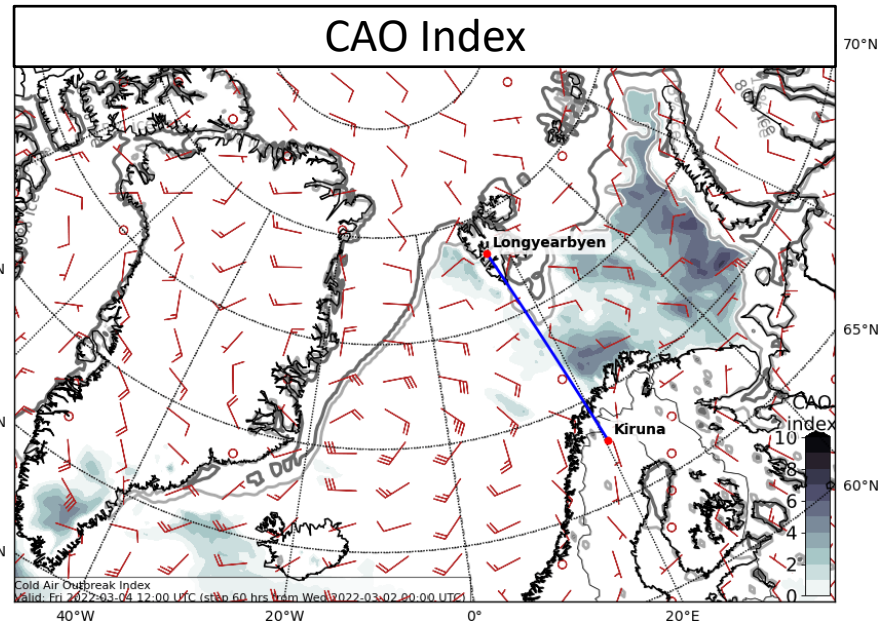 CAO Index
70°N
Longyearbyen
65°N
Kiruna
CAO
index
10
8
6
4
2
0
60°N
Cold Air Outbreak Index
Valid: Fri 2022-03-04 12:00 UTC (step 60 hrs from Wed 2022-03-02 00:00 UTC)
40°W
20°W
0°
20°E